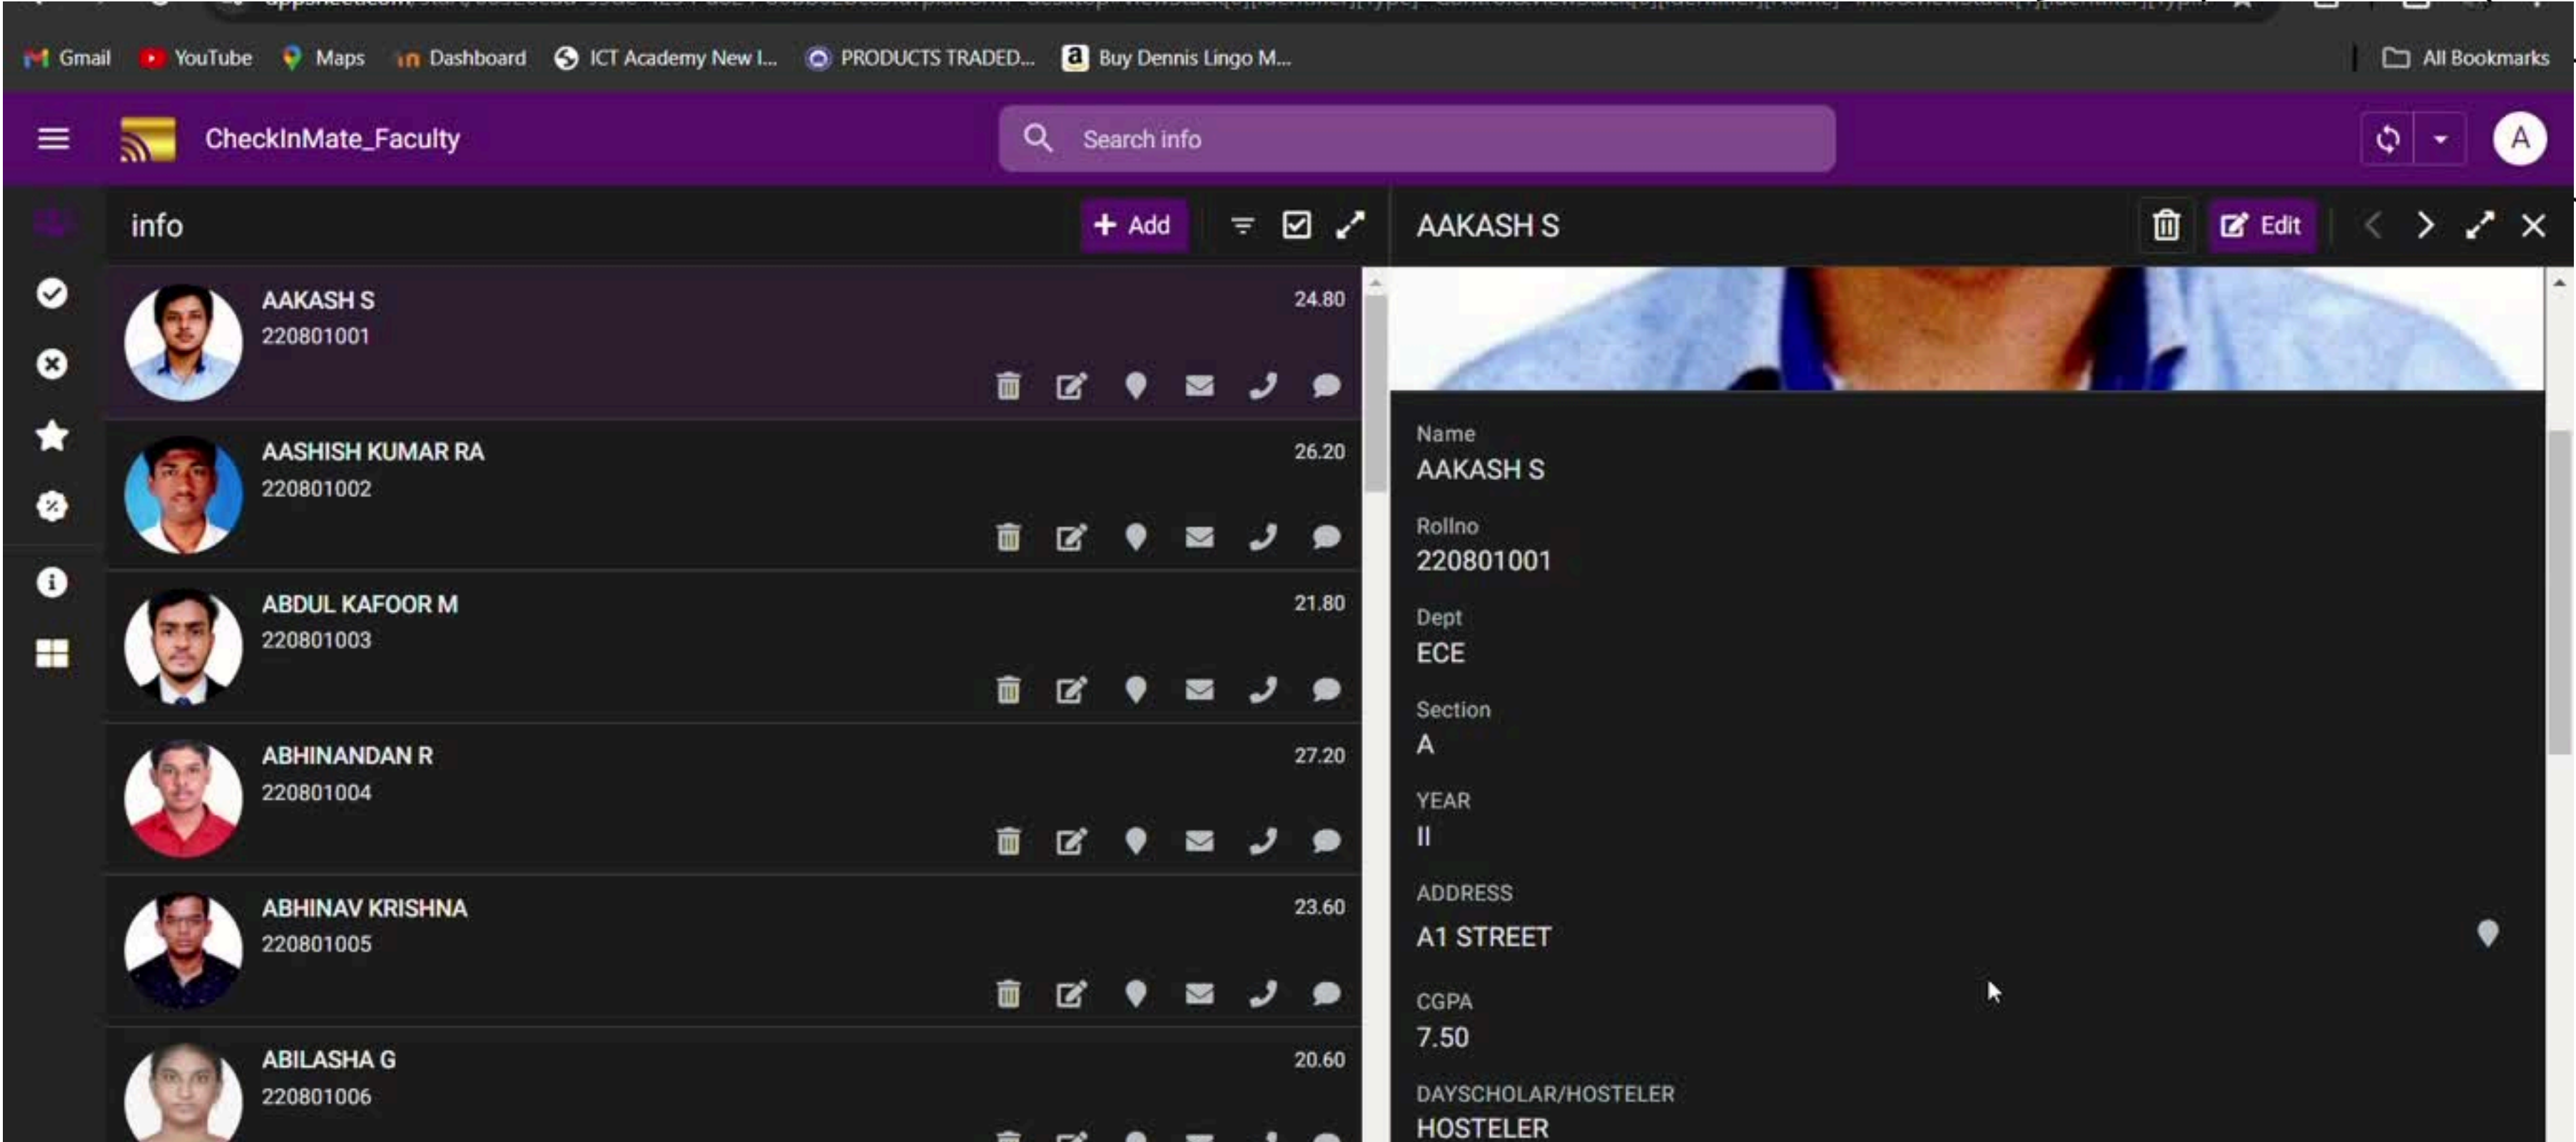 Gmail YouTube Maps Dashboard ICT Academy New I... PRODUCTS TRADED... Buy Dennis Lingo M... All Bookmarks
CheckInMate_Faculty Search info A
info + Add
AAKASH S 24.80
220801001
AASHISH KUMAR RA 26.20
220801002
ABDUL KAFOOR M 21.80
220801003
ABHINANDAN R 27.20
220801004
ABHINAV KRISHNA 23.60
220801005
ABILASHA G 20.60
220801006
AAKASH S Edit
Name
AAKASH S
Rollno
220801001
Dept
ECE
Section
A
YEAR
II
ADDRESS
A1 STREET
CGPA
7.50
DAYSCHOLAR/HOSTELER
HOSTELER